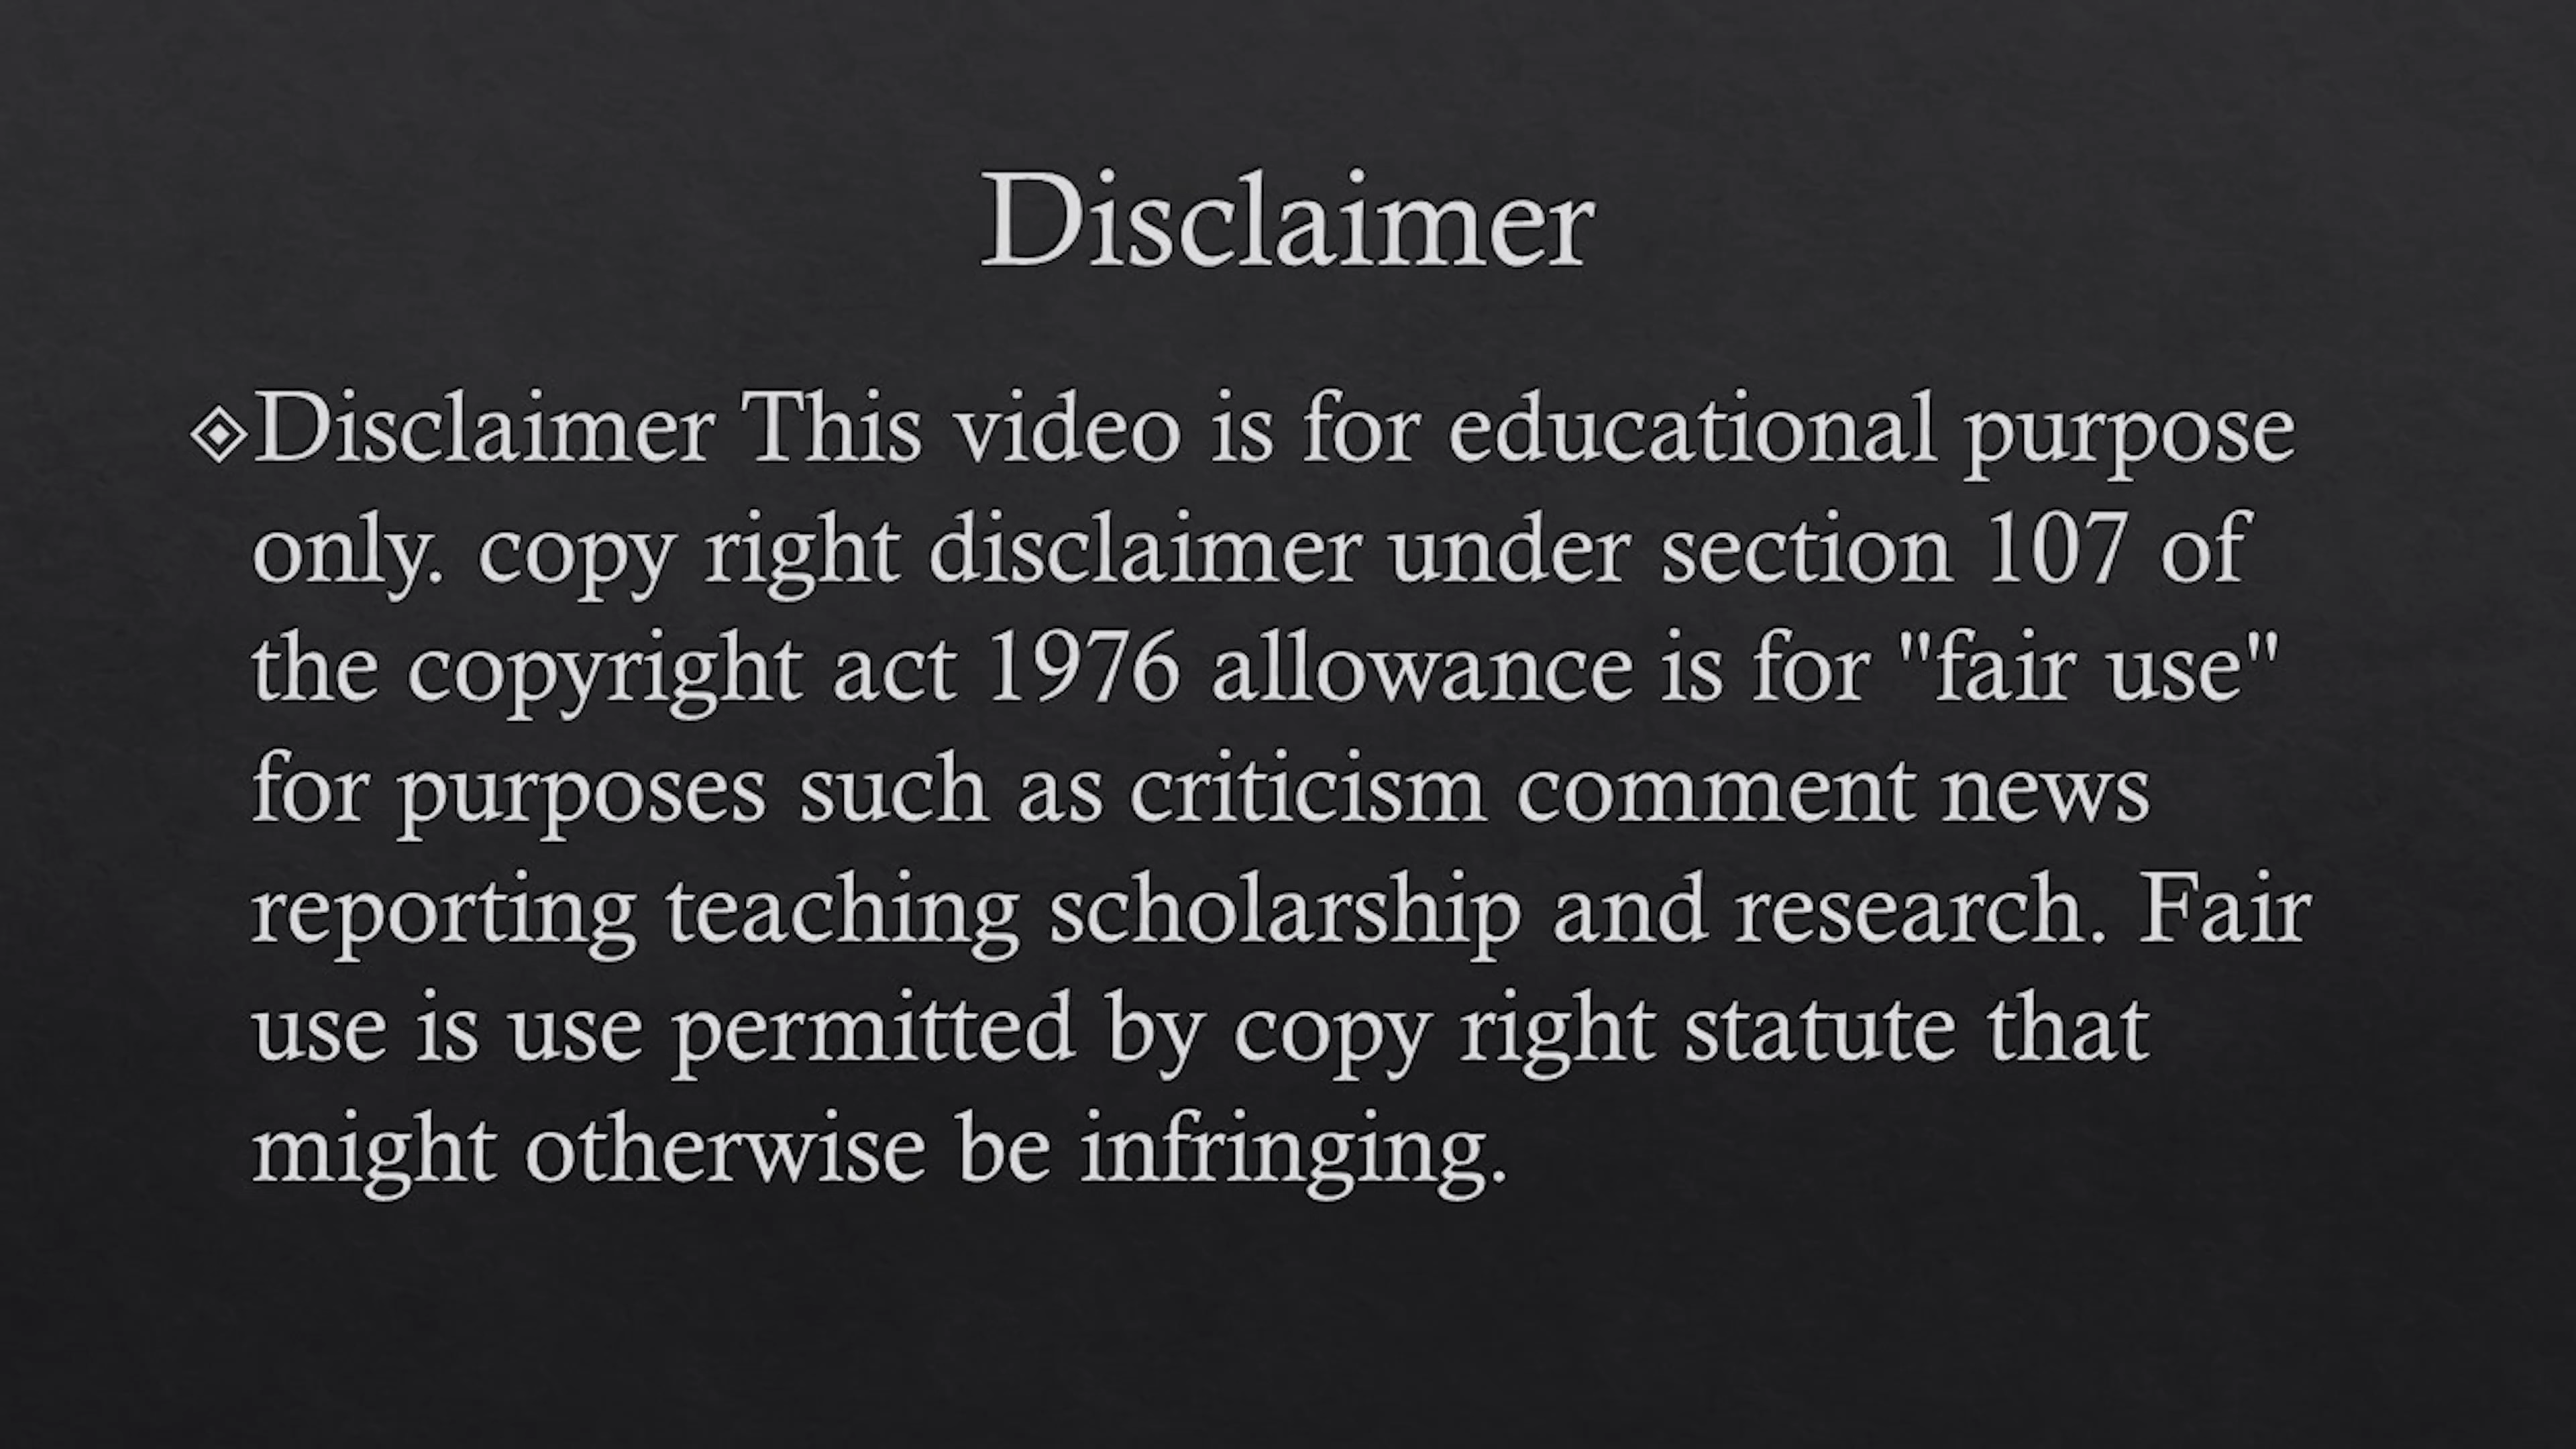 Disclaimer
Disclaimer This video is for educational purpose
only. copy right disclaimer under section 107 of
the copyright act 1976 allowance is for "fair use"
for purposes such as criticism comment news
reporting teaching scholarship and research. Fair
use is use permitted by copy right statute that
might otherwise be infringing.